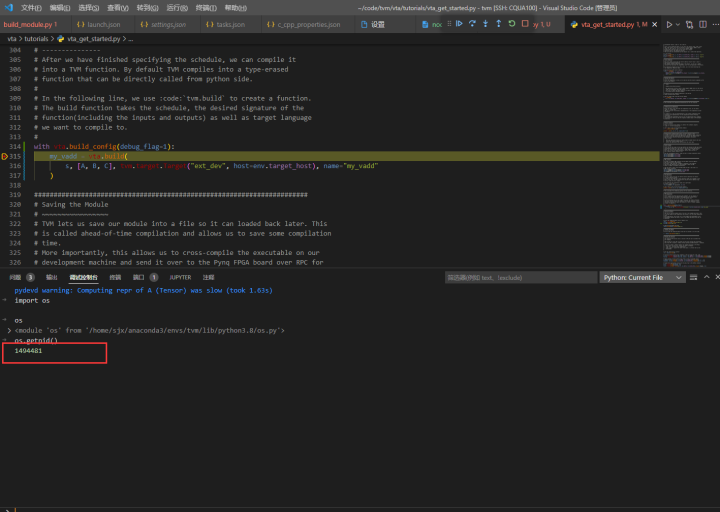 文件(F) 编辑(E) 选择(S) 查看(V) 转到(G) 运行(R) 终端(T) 帮助(H) ~/code/tvm/vta/tutorials/vta_get_started.py - tvm [SSH: CQUA100] - Visual Studio Code [管理员]
build_module.py 1 launch.json settings.json tasks.json c_cpp_properties.json 设置 vta_get_started.py 1, M
vta > tutorials > vta_get_started.py > ...
304 # ---------------
305 # After we have finished specifying the schedule, we can compile it
306 # into a TVM function. By default TVM compiles into a type-erased
307 # function that can be directly called from python side.
308 #
309 # In the following line, we use :code:`tvm.build` to create a function.
310 # The build function takes the schedule, the desired signature of the
311 # function(including the inputs and outputs) as well as target language
312 # we want to compile to.
313 #
314 with vta.build_config(debug_flag=1):
315 my_vadd = vta.build(
316 s, [A, B, C], tvm.target.Target("ext_dev", host=env.target_host), name="my_vadd"
317 )
318
319 ######################################################################
320 # Saving the Module
321 # ~~~~~~~~~~~~~~~~~
322 # TVM lets us save our module into a file so it can loaded back later. This
323 # is called ahead-of-time compilation and allows us to save some compilation
324 # time.
325 # More importantly, this allows us to cross-compile the executable on our
326 # development machine and send it over to the Pynq FPGA board over RPC for
问题 3 输出 调试控制台 终端 端口 1 JUPYTER 注释 Python: Current File
pydevd warning: Computing repr of A (Tensor) was slow (took 1.63s)
import os
os
> <module 'os' from '/home/sjx/anaconda3/envs/tvm/lib/python3.8/os.py'>
os.getpid()
1494481